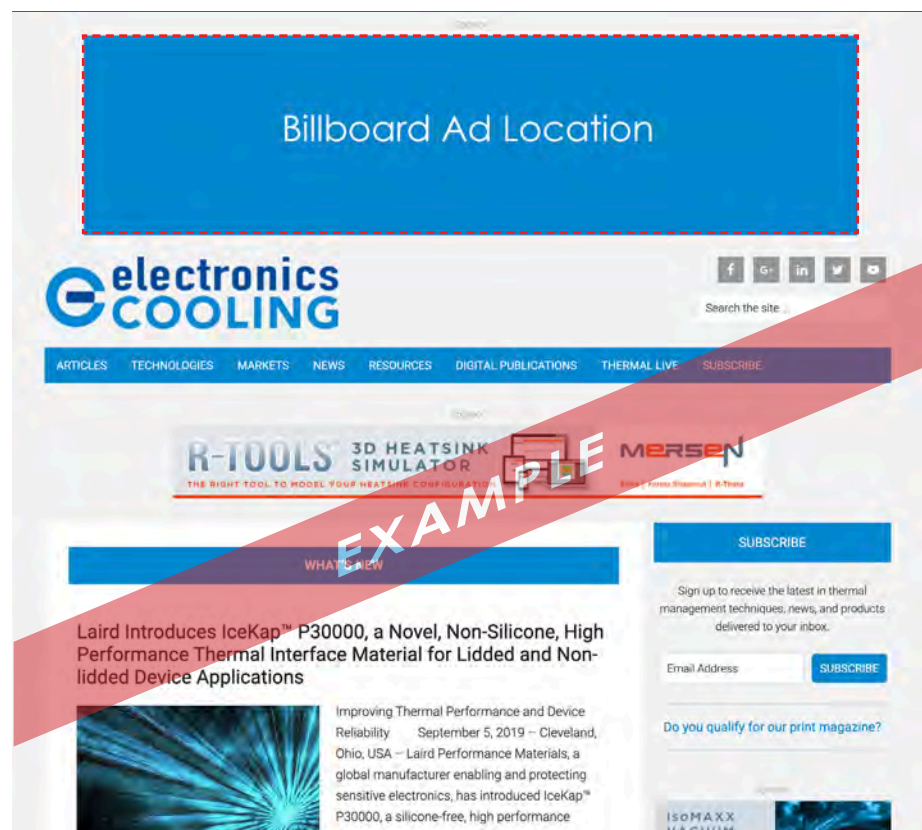 Billboard Ad Location
electronics
COOLING
Search the site ...
ARTICLES TECHNOLOGIES MARKETS NEWS RESOURCES DIGITAL PUBLICATIONS THERMAL LIVE SUBSCRIBE
R-TOOLS™ 3D HEATSINK SIMULATOR
THE RIGHT TOOL TO MODEL YOUR HEATSINK CONFIGURATION
MERSEN
EXAMPLE
WHAT'S NEW
Laird Introduces IceKap™ P30000, a Novel, Non-Silicone, High
Performance Thermal Interface Material for Lidded and Non-
lidded Device Applications
Improving Thermal Performance and Device
Reliability September 5, 2019 – Cleveland,
Ohio, USA – Laird Performance Materials, a
global manufacturer enabling and protecting
sensitive electronics, has introduced IceKap™
P30000, a silicone-free, high performance
SUBSCRIBE
Sign up to receive the latest in thermal
management techniques, news, and products
delivered to your inbox.
Email Address SUBSCRIBE
Do you qualify for our print magazine?
ISOMAXX
VACUUM